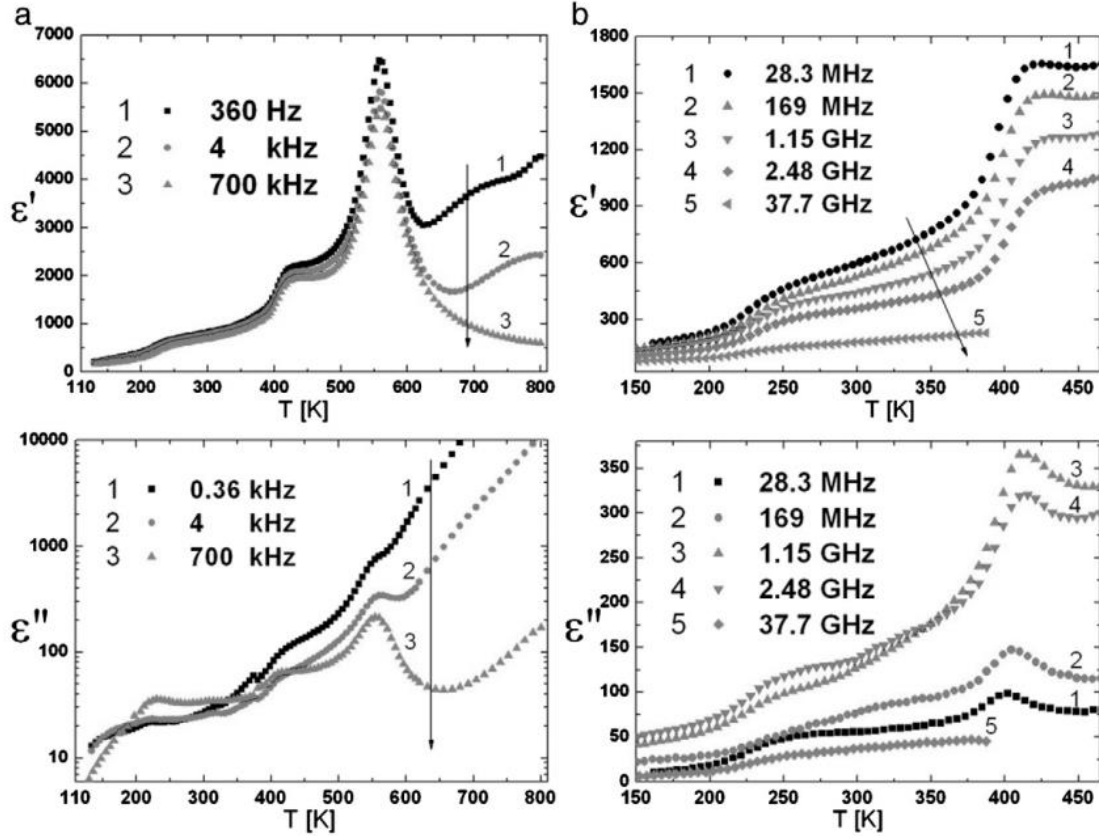 a
7000
6000
5000
4000
3000
2000
1000
0
ε'
1 360 Hz
2 4 kHz
3 700 kHz
1
2
3
110 200 300 400 500 600 700 800
T [K]
b
1800
1500
1200
900
600
300
ε'
1 28.3 MHz
2 169 MHz
3 1.15 GHz
4 2.48 GHz
5 37.7 GHz
1
2
3
4
5
150 200 250 300 350 400 450
T [K]
10000
1000
100
10
ε"
1 0.36 kHz
2 4 kHz
3 700 kHz
1
2
3
110 200 300 400 500 600 700 800
T [K]
350
300
250
200
150
100
50
0
ε"
1 28.3 MHz
2 169 MHz
3 1.15 GHz
4 2.48 GHz
5 37.7 GHz
3
4
2
1
5
150 200 250 300 350 400 450
T [K]